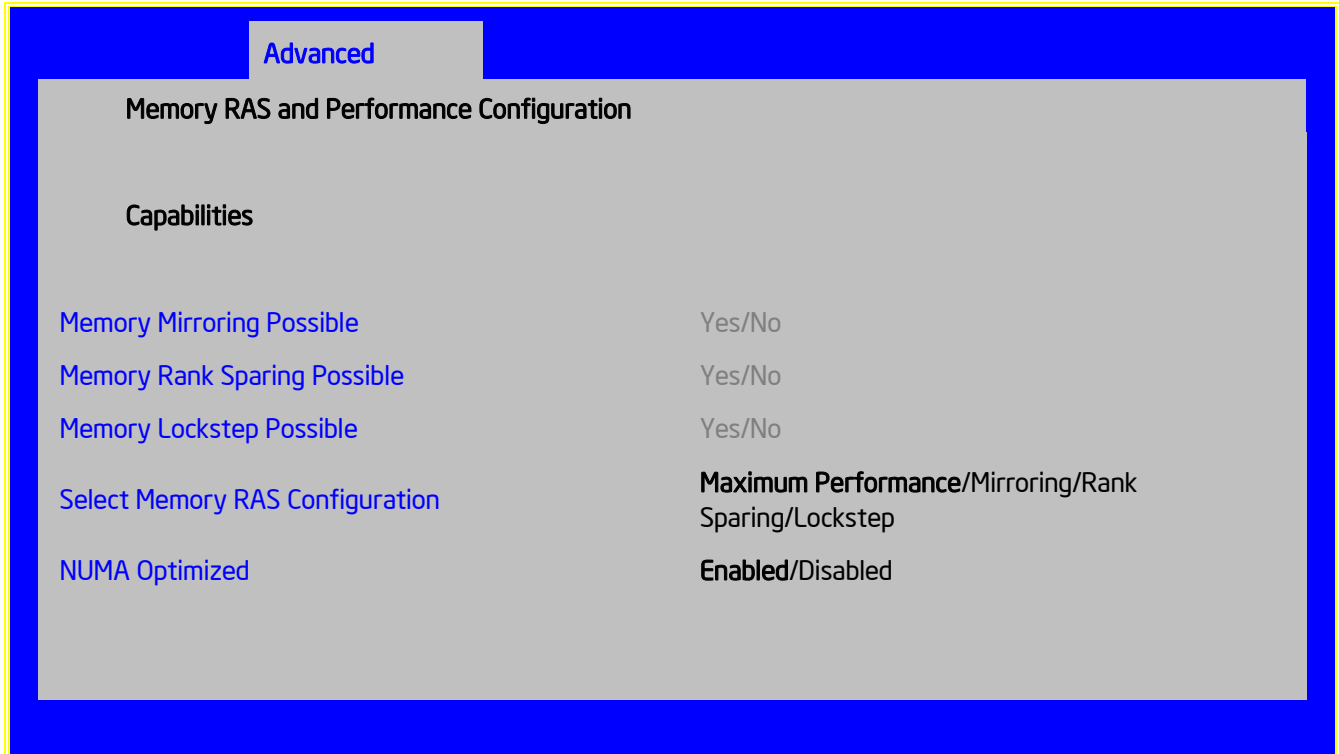 Advanced
Memory RAS and Performance Configuration
Capabilities
Memory Mirroring Possible Yes/No
Memory Rank Sparing Possible Yes/No
Memory Lockstep Possible Yes/No
Select Memory RAS Configuration Maximum Performance/Mirroring/Rank
Sparing/Lockstep
NUMA Optimized Enabled/Disabled